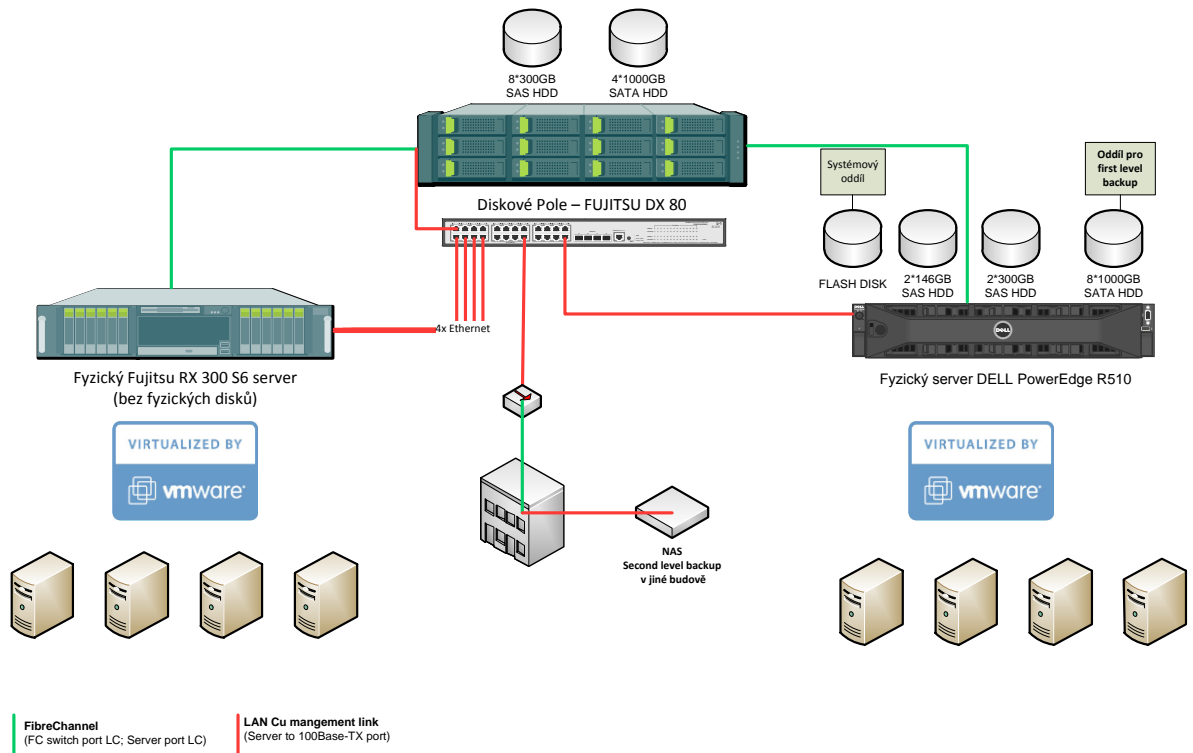 8*300GB
SAS HDD
4*1000GB
SATA HDD
Diskové Pole – FUJITSU DX 80
Systémový
oddíl
Oddíl pro
first level
backup
FLASH DISK
2*146GB
SAS HDD
2*300GB
SAS HDD
8*1000GB
SATA HDD
4x Ethernet
DELL
Fyzický Fujitsu RX 300 S6 server
(bez fyzických disků)
Fyzický server DELL PowerEdge R510
VIRTUALIZED BY
vmware
VIRTUALIZED BY
vmware
NAS
Second level backup
v jiné budově
FibreChannel
(FC switch port LC; Server port LC)
LAN Cu mangement link
(Server to 100Base-TX port)